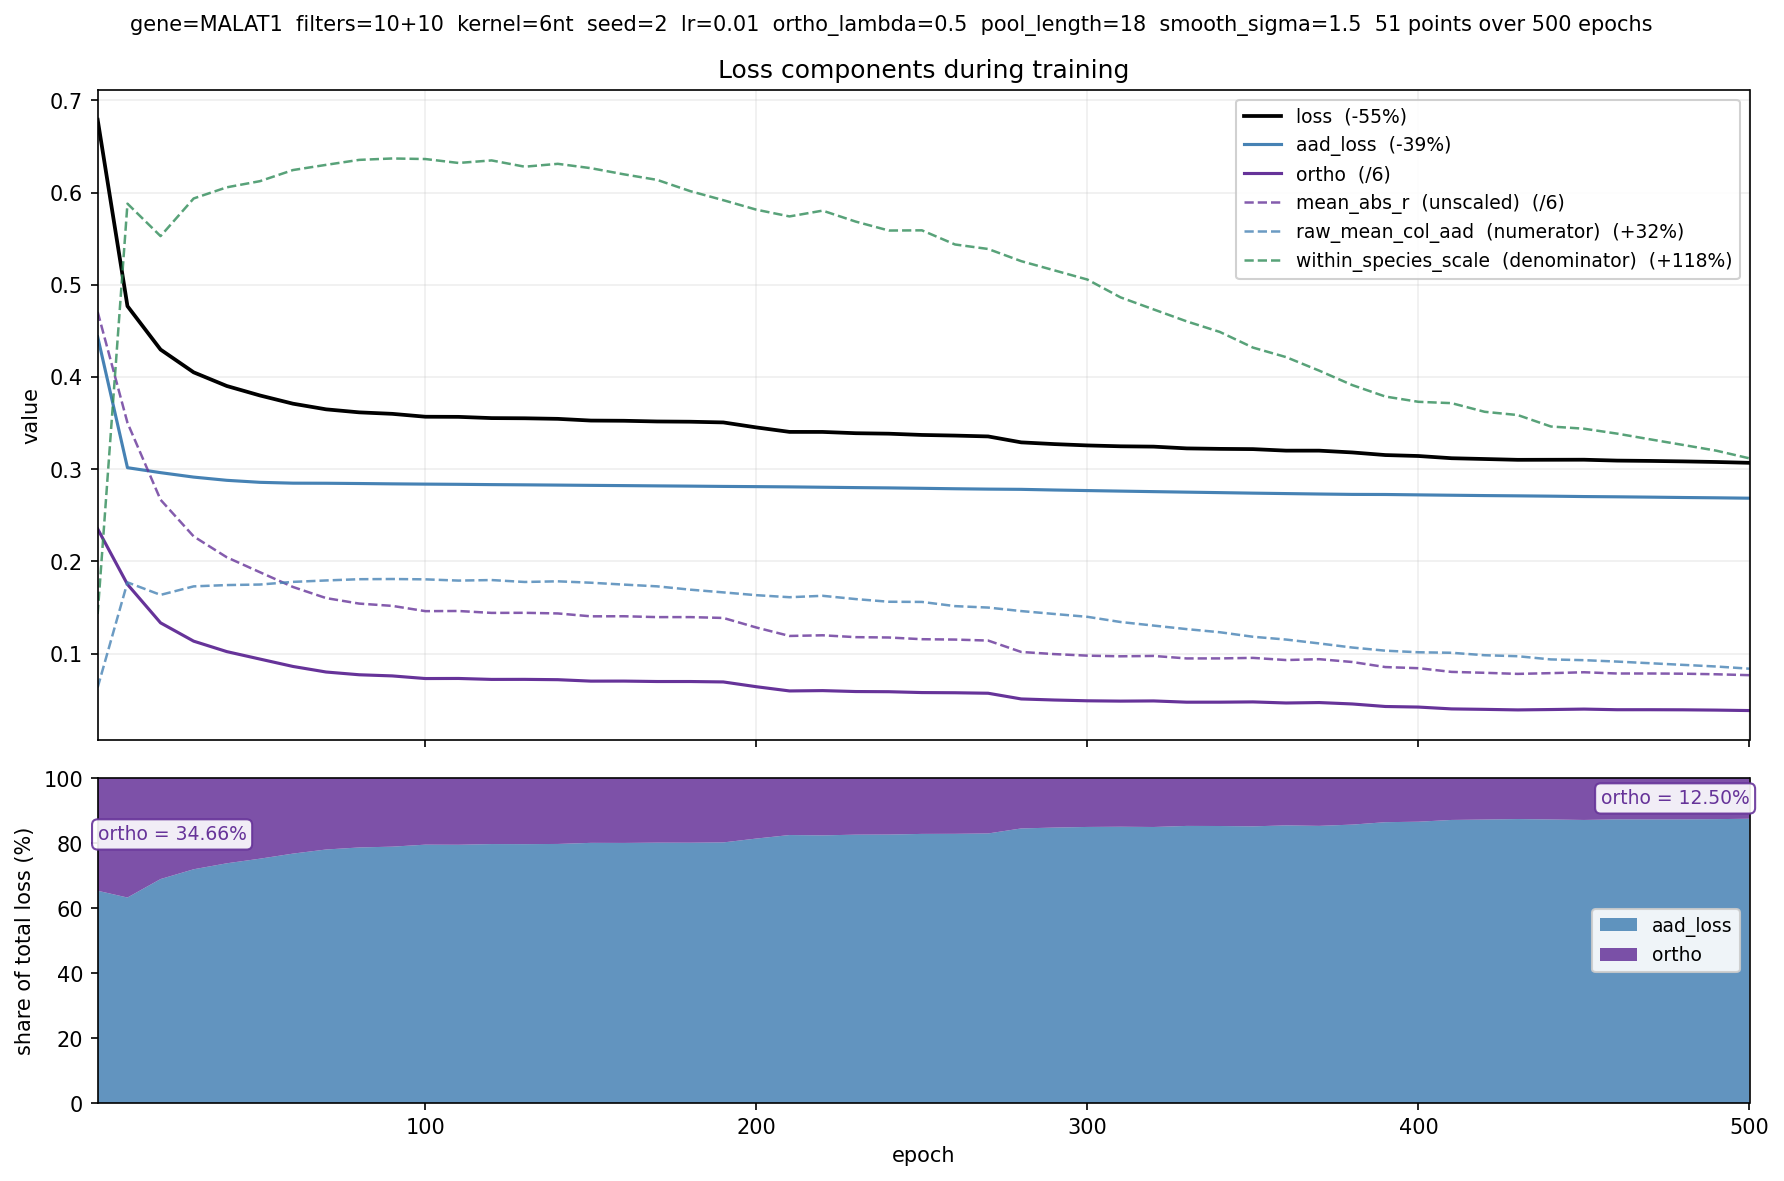 gene=MALAT1  filters=10+10  kernel=6nt  seed=2  lr=0.01  ortho_lambda=0.5  pool_length=18  smooth_sigma=1.5  51 points over 500 epochs
Loss components during training
0.7
0.6
0.5
0.4
0.3
0.2
0.1
value
loss  (-55%)
aad_loss  (-39%)
ortho  (/6)
mean_abs_r  (unscaled)  (/6)
raw_mean_col_aad  (numerator)  (+32%)
within_species_scale  (denominator)  (+118%)
100
80
60
40
20
0
share of total loss (%)
ortho = 34.66%
ortho = 12.50%
aad_loss
ortho
100
200
300
400
500
epoch